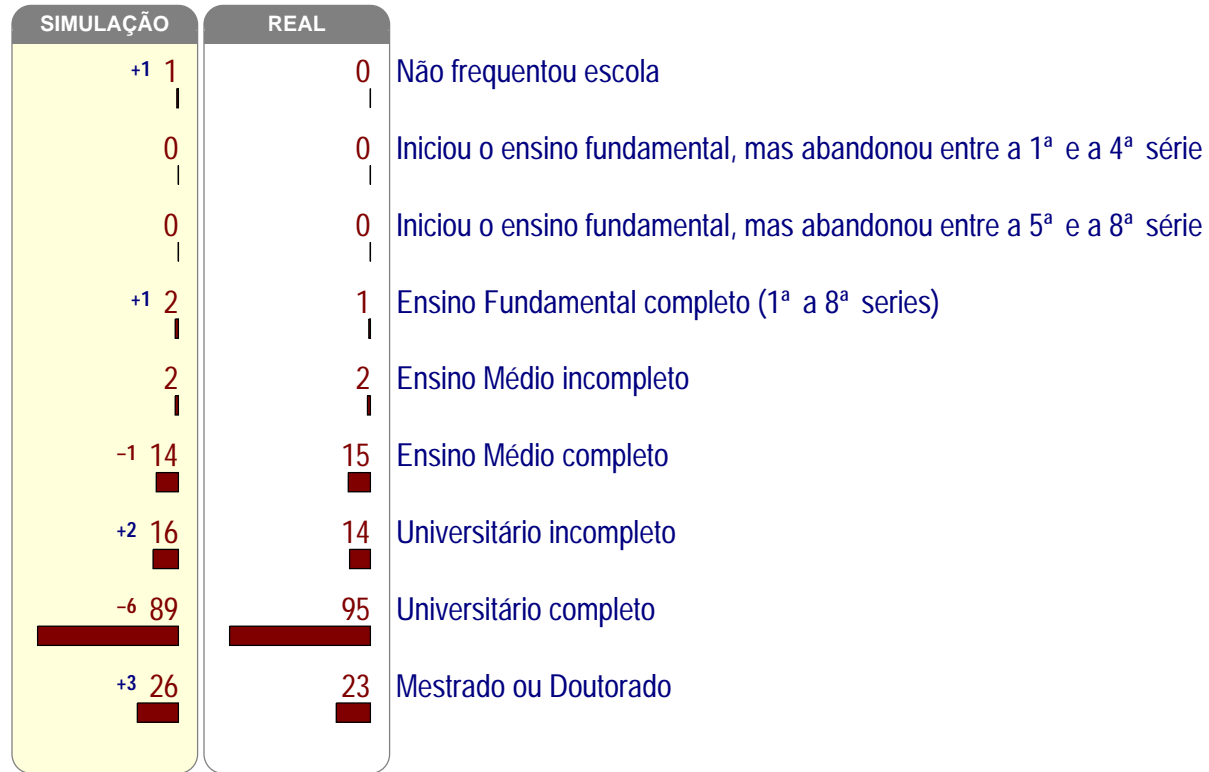 SIMULAÇÃO REAL
+1 1 0 Não frequentou escola
0 0 Iniciou o ensino fundamental, mas abandonou entre a 1ª e a 4ª série
0 0 Iniciou o ensino fundamental, mas abandonou entre a 5ª e a 8ª série
+1 2 1 Ensino Fundamental completo (1ª a 8ª series)
2 2 Ensino Médio incompleto
−1 14 15 Ensino Médio completo
+2 16 14 Universitário incompleto
−6 89 95 Universitário completo
+3 26 23 Mestrado ou Doutorado